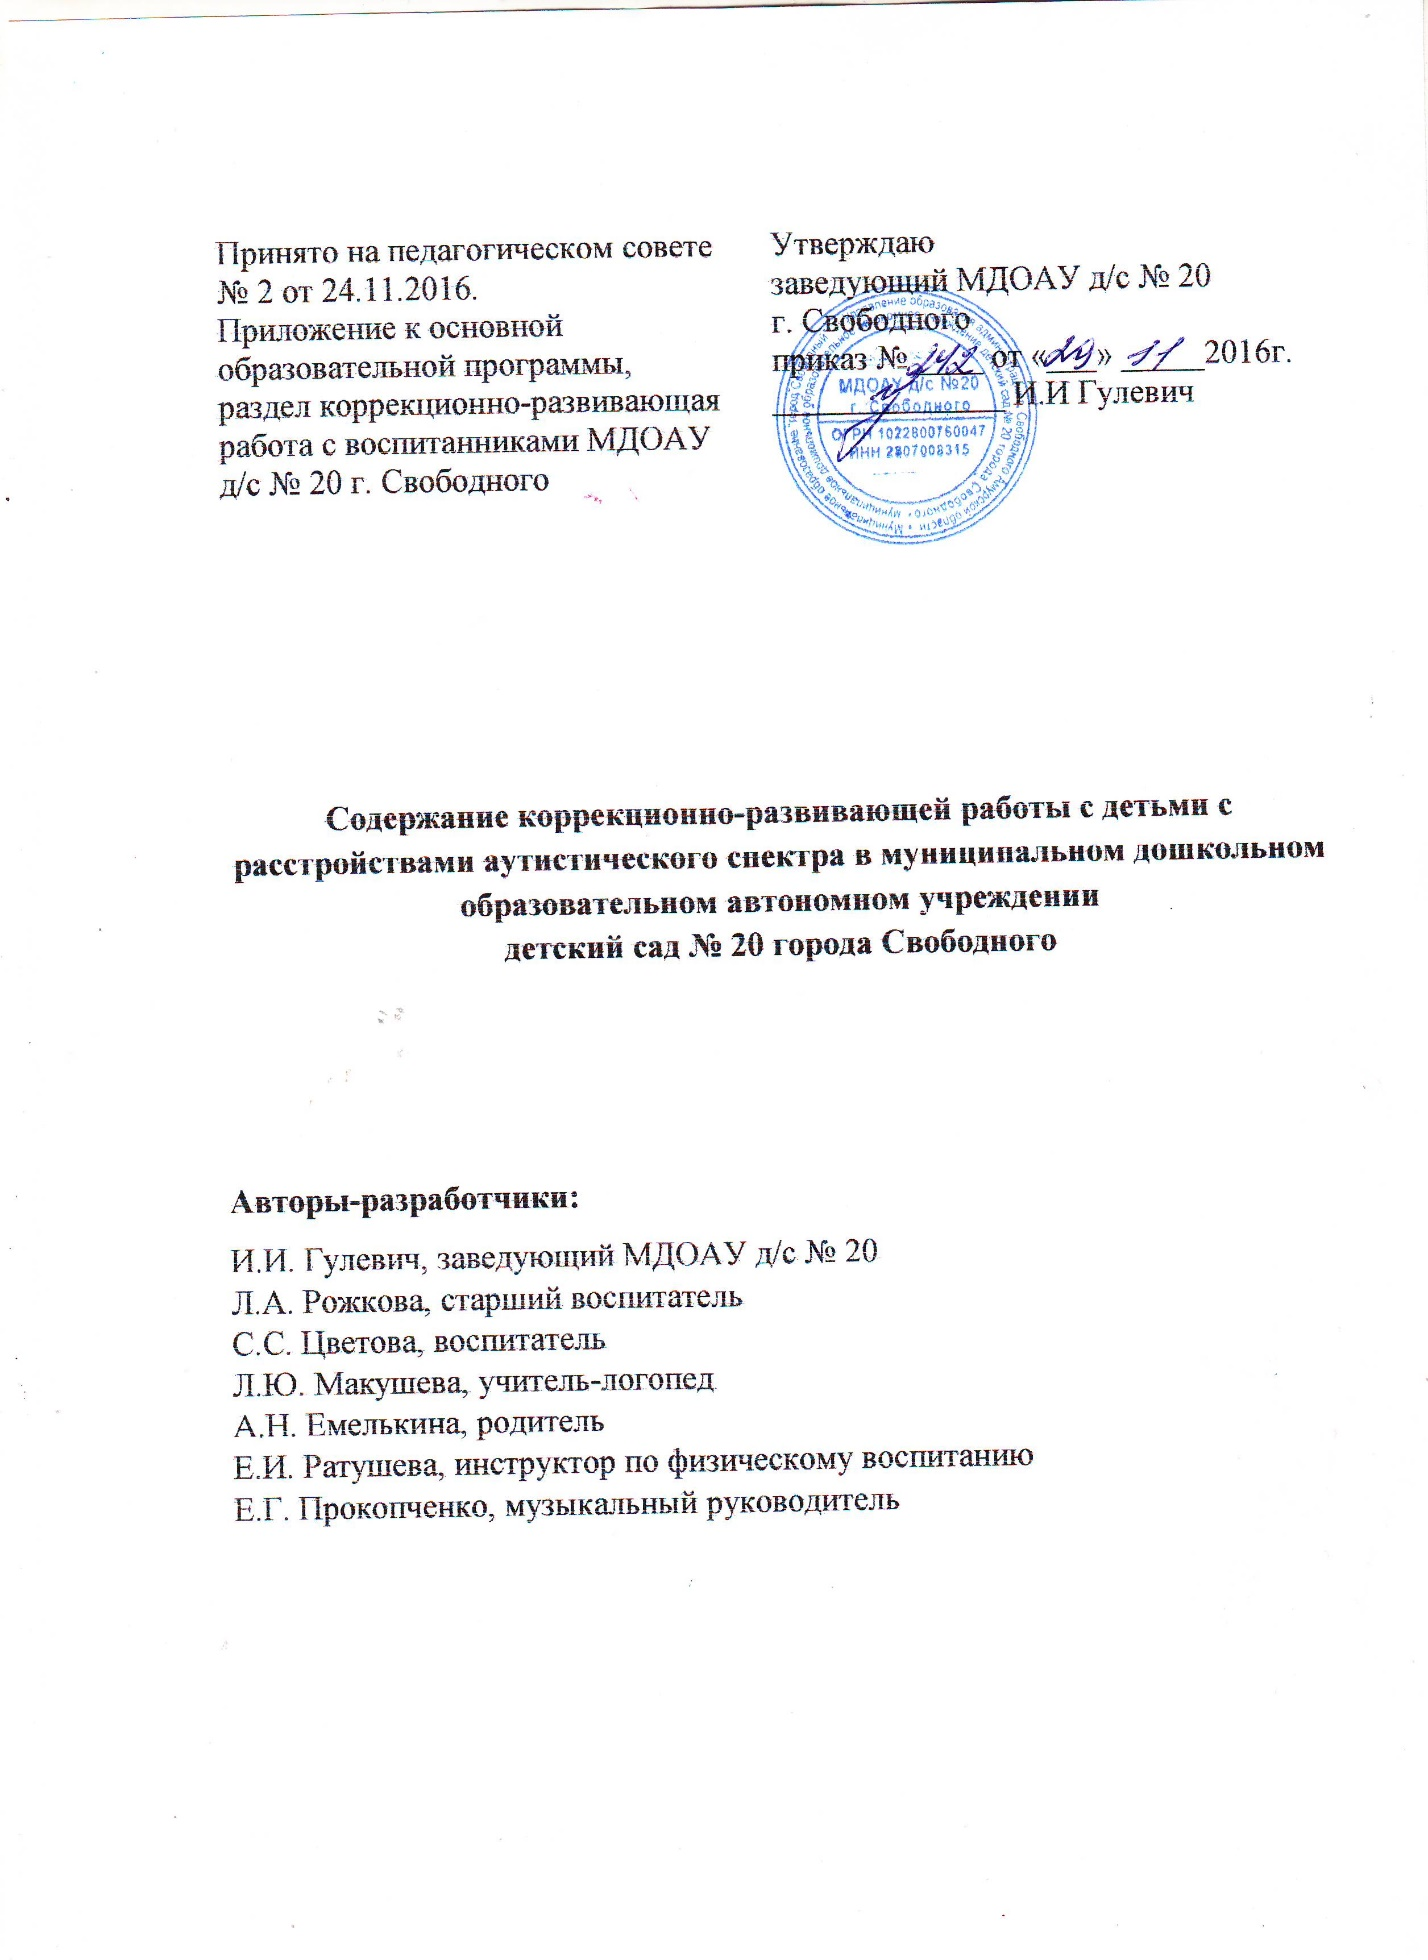 Принято на педагогическом совете
№ 2 от 24.11.2016.
Приложение к основной
образовательной программы,
раздел коррекционно-развивающая
работа с воспитанниками МДОАУ
д/с № 20 г. Свободного
Утверждаю
заведующий МДОАУ д/с № 20
г. Свободного
приказ № 242 от «29» 11 2016г.
И.И Гулевич
МДОАУ д/с №20
г. Свободного
ОГРН 1022800760047
ИНН 2807008315
Содержание коррекционно-развивающей работы с детьми с
расстройствами аутистического спектра в муниципальном дошкольном
образовательном автономном учреждении
детский сад № 20 города Свободного
Авторы-разработчики:
И.И. Гулевич, заведующий МДОАУ д/с № 20
Л.А. Рожкова, старший воспитатель
С.С. Цветова, воспитатель
Л.Ю. Макушева, учитель-логопед
А.Н. Емелькина, родитель
Е.И. Ратушева, инструктор по физическому воспитанию
Е.Г. Прокопченко, музыкальный руководитель